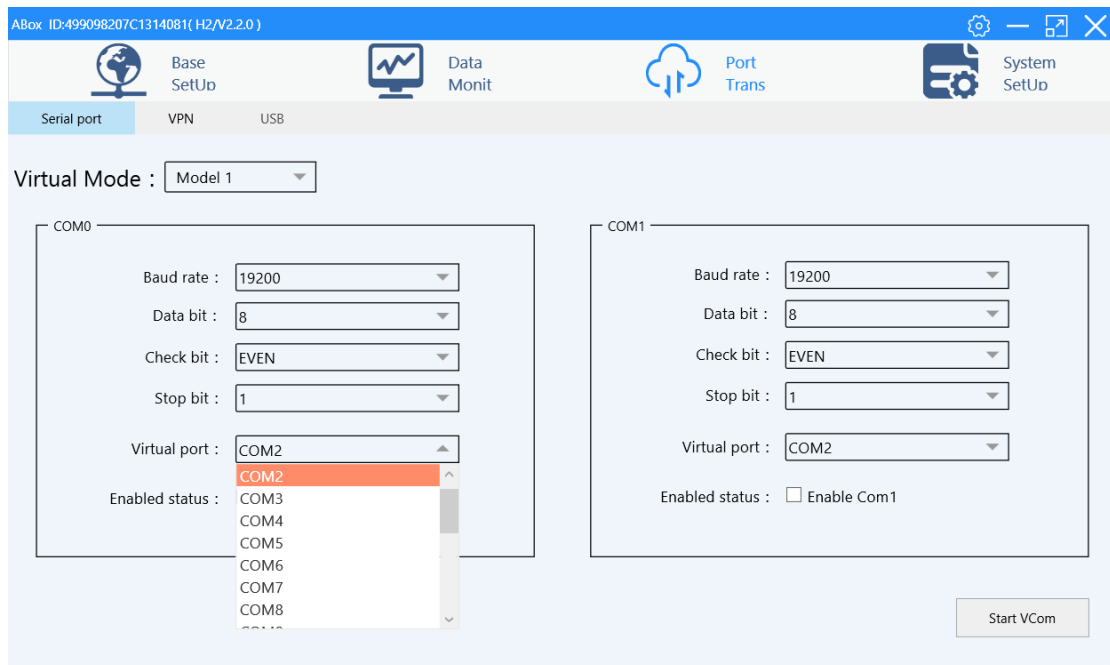 ABox ID:499098207C1314081( H2/V2.2.0 )
Base
SetUp
Data
Monit
Port
Trans
System
SetUp
Serial port
VPN
USB
Virtual Mode : Model 1
COM0
Baud rate : 19200
Data bit : 8
Check bit : EVEN
Stop bit : 1
Virtual port : COM2
COM2
COM3
COM4
COM5
COM6
COM7
COM8
Enabled status :
COM1
Baud rate : 19200
Data bit : 8
Check bit : EVEN
Stop bit : 1
Virtual port : COM2
Enabled status : Enable Com1
Start VCom